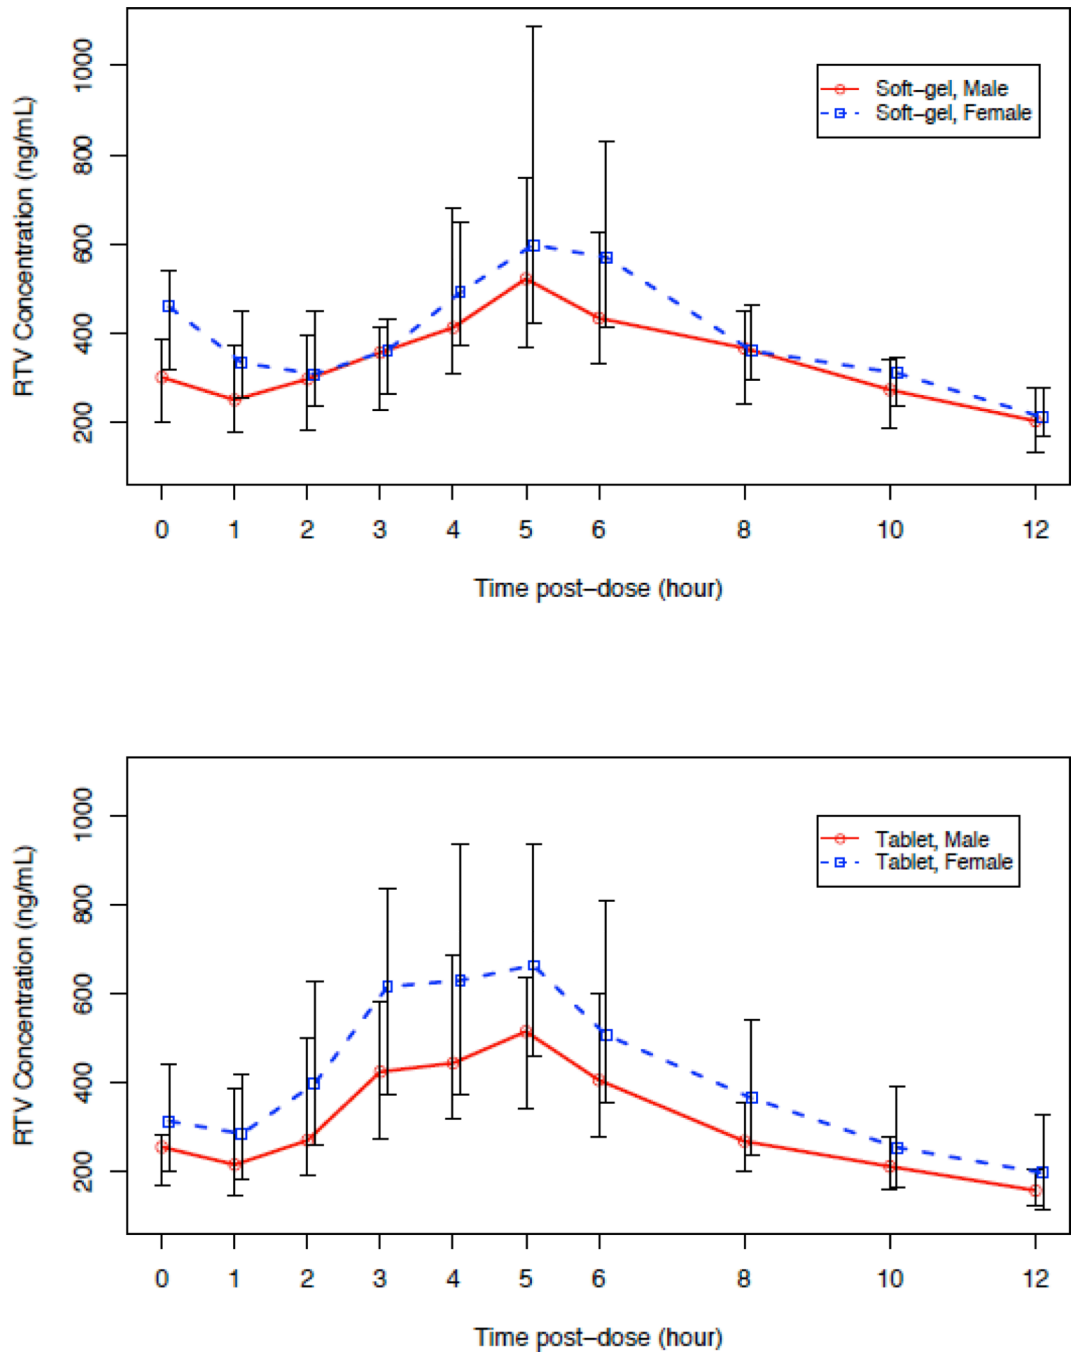 1000
800
600
400
200
RTV Concentration (ng/mL)
Soft-gel, Male
Soft-gel, Female
0 1 2 3 4 5 6 8 10 12
Time post-dose (hour)
1000
800
600
400
200
RTV Concentration (ng/mL)
Tablet, Male
Tablet, Female
0 1 2 3 4 5 6 8 10 12
Time post-dose (hour)